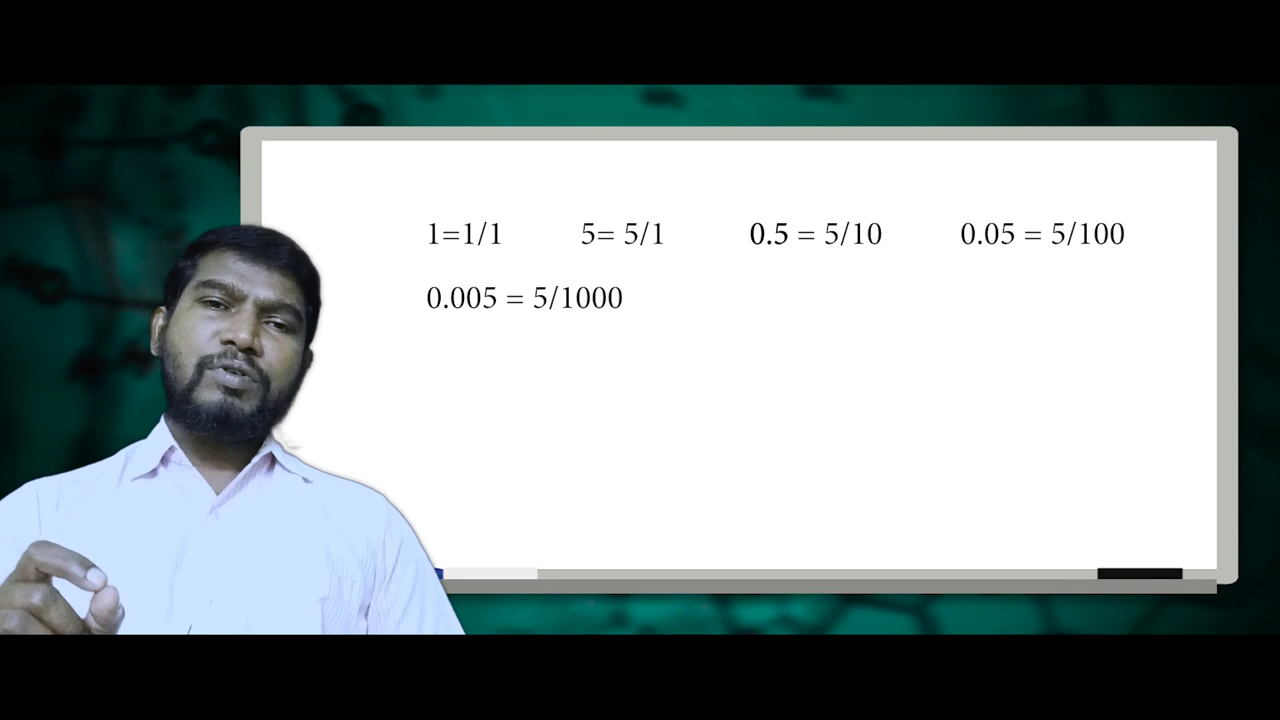 1=1/1 5= 5/1 0.5 = 5/10 0.05 = 5/100
0.005 = 5/1000